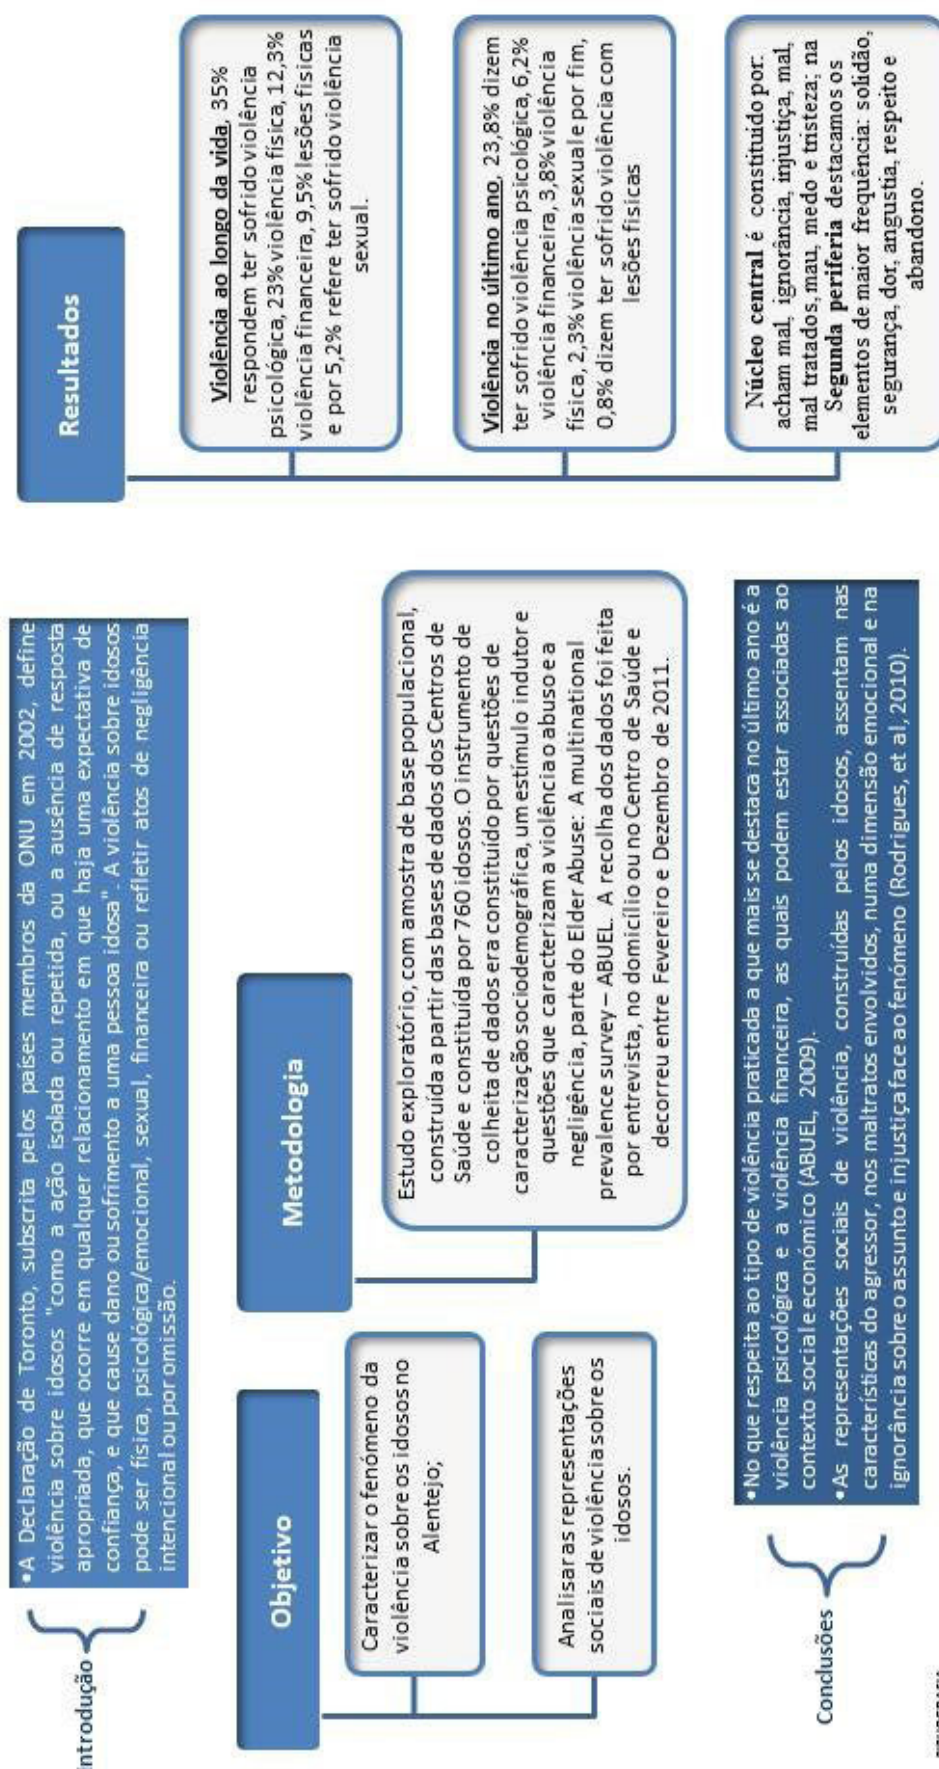 Introdução
•A Declaração de Toronto, subscrita pelos países membros da ONU em 2002, define
violência sobre idosos "como a ação isolada ou repetida, ou a ausência de resposta
apropriada, que ocorre em qualquer relacionamento em que haja uma expectativa de
confiança, e que cause dano ou sofrimento a uma pessoa idosa". A violência sobre idosos
pode ser física, psicológica/emocional, sexual, financeira ou refletir atos de negligência
intencional ou por omissão.
Objetivo
Caracterizar o fenómeno da
violência sobre os idosos no
Alentejo;
Analisar as representações
sociais de violência sobre os
idosos.
Metodologia
Estudo exploratório, com amostra de base populacional,
construída a partir das bases de dados dos Centros de
Saúde e constituída por 760 idosos. O instrumento de
colheita de dados era constituído por questões de
caracterização sociodemográfica, um estímulo indutor e
questões que caracterizam a violência o abuso e a
negligência, parte do Elder Abuse: A multinational
prevalence survey – ABUEL. A recolha dos dados foi feita
por entrevista, no domicílio ou no Centro de Saúde e
decorreu entre Fevereiro e Dezembro de 2011.
Resultados
Violência ao longo da vida, 35%
respondem ter sofrido violência
psicológica, 23% violência física, 12,3%
violência financeira, 9,5% lesões fisicas
e por 5,2% refere ter sofrido violência
sexual.
Violência no último ano, 23,8% dizem
ter sofrido violência psicológica, 6,2%
violência financeira, 3,8% violência
física, 2,3% violência sexual e por fim,
0,8% dizem ter sofrido violência com
lesões físicas
Núcleo central é constituido por:
acham mal, ignorância, injustiça, mal,
mal tratados, mau, medo e tristeza; na
Segunda periferia destacamos os
elementos de maior frequência: solidão,
segurança, dor, angustia, respeito e
abandono.
Conclusões
•No que respeita ao tipo de violência praticada a que mais se destaca no último ano é a
violência psicológica e a violência financeira, as quais podem estar associadas ao
contexto social e económico (ABUEL, 2009).
•As representações sociais de violência, construídas pelos idosos, assentam nas
características do agressor, nos maltratos envolvidos, numa dimensão emocional e na
ignorância sobre o assunto e injustiça face ao fenómeno (Rodrigues, et al, 2010).